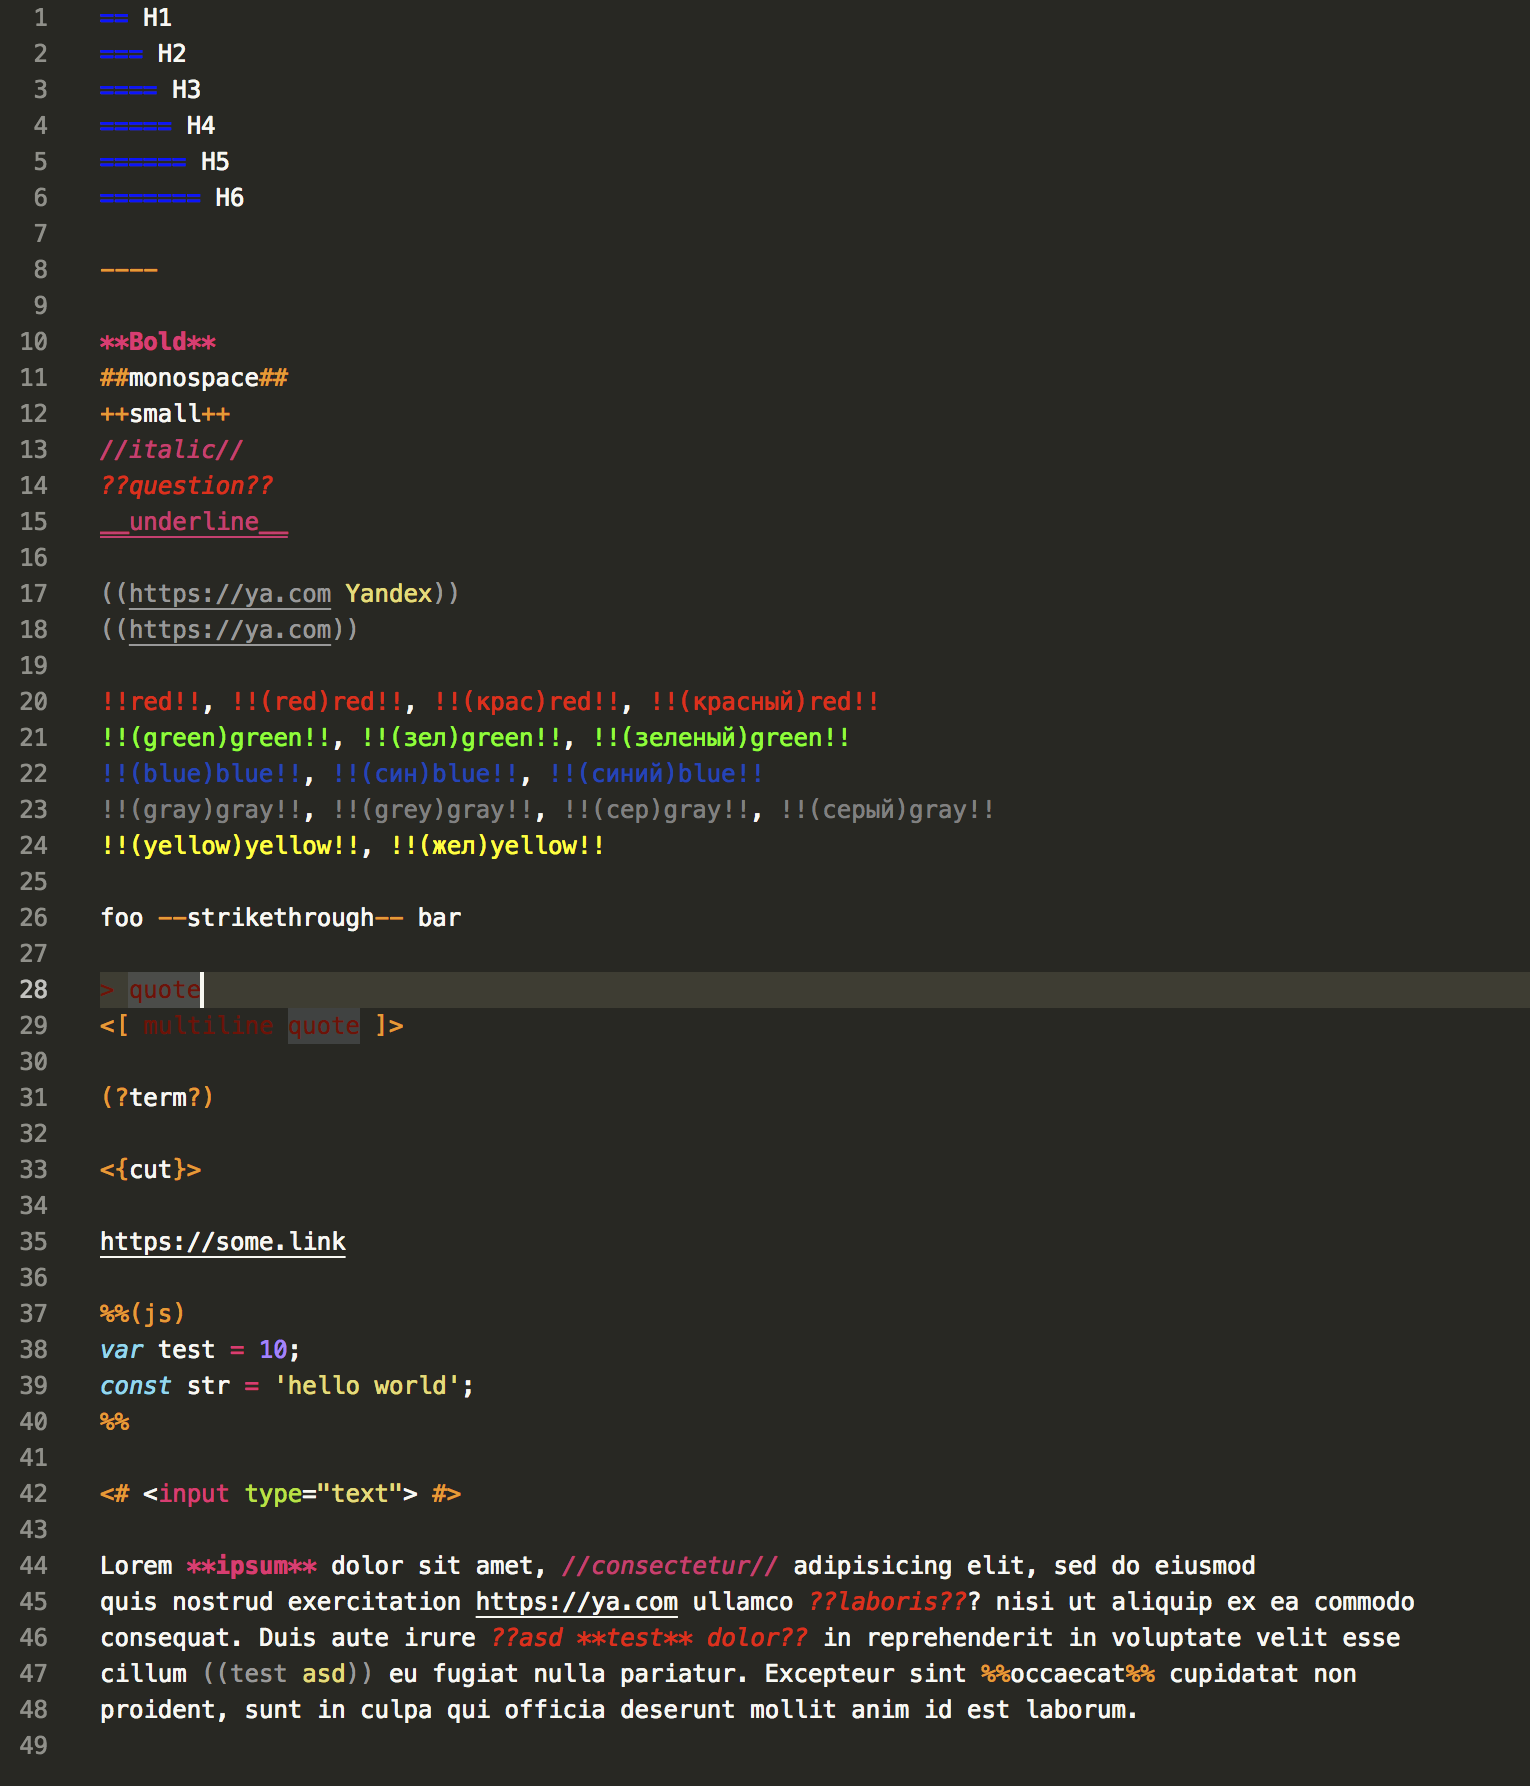 1 == H1
2 === H2
3 ==== H3
4 ===== H4
5 ====== H5
6 ======= H6
7
8 ----
9
10 **Bold**
11 ##monospace##
12 ++small++
13 //italic//
14 ??question??
15 __underline__
16
17 ((https://ya.com Yandex))
18 ((https://ya.com))
19
20 !!red!!, !!(red)red!!, !!(крас)red!!, !!(красный)red!!
21 !!(green)green!!, !!(зел)green!!, !!(зеленый)green!!
22 !!(blue)blue!!, !!(син)blue!!, !!(синий)blue!!
23 !!(gray)gray!!, !!(grey)gray!!, !!(сер)gray!!, !!(серый)gray!!
24 !!(yellow)yellow!!, !!(жел)yellow!!
25
26 foo --strikethrough-- bar
27
28 > quote
29 <[ multiline quote ]>
30
31 (?term?)
32
33 <{cut}>
34
35 https://some.link
36
37 %%(js)
38 var test = 10;
39 const str = 'hello world';
40 %%
41
42 <# <input type="text"> #>
43
44 Lorem **ipsum** dolor sit amet, //consectetur// adipisicing elit, sed do eiusmod
45 quis nostrud exercitation https://ya.com ullamco ??laboris??? nisi ut aliquip ex ea commodo
46 consequat. Duis aute irure ??asd **test** dolor?? in reprehenderit in voluptate velit esse
47 cillum ((test asd)) eu fugiat nulla pariatur. Excepteur sint %%occaecat%% cupidatat non
48 proident, sunt in culpa qui officia deserunt mollit anim id est laborum.
49